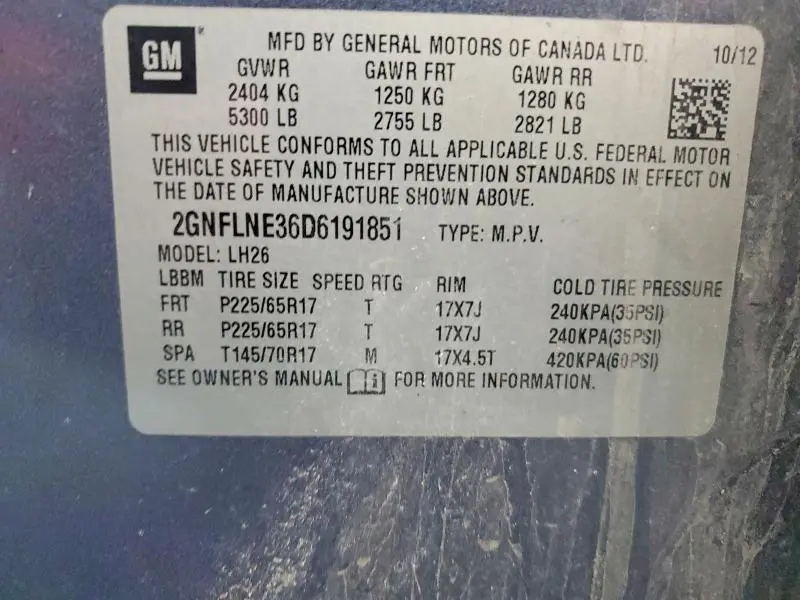 GM MFD BY GENERAL MOTORS OF CANADA LTD. 10/12
GVWR GAWR FRT GAWR RR
2404 KG 1250 KG 1280 KG
5300 LB 2755 LB 2821 LB
THIS VEHICLE CONFORMS TO ALL APPLICABLE U.S. FEDERAL MOTOR
VEHICLE SAFETY AND THEFT PREVENTION STANDARDS IN EFFECT ON
THE DATE OF MANUFACTURE SHOWN ABOVE.
2GNFLNE36D6191851 TYPE: M.P.V.
MODEL: LH26
LBBM TIRE SIZE SPEED RTG RIM COLD TIRE PRESSURE
FRT P225/65R17 T 17X7J 240KPA(35PSI)
RR P225/65R17 T 17X7J 240KPA(35PSI)
SPA T145/70R17 M 17X4.5T 420KPA(60PSI)
SEE OWNER'S MANUAL FOR MORE INFORMATION.